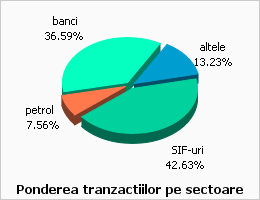 banci
36.59%
altele
13.23%
petrol
7.56%
SIF-uri
42.63%
Ponderea tranzactiilor pe sectoare